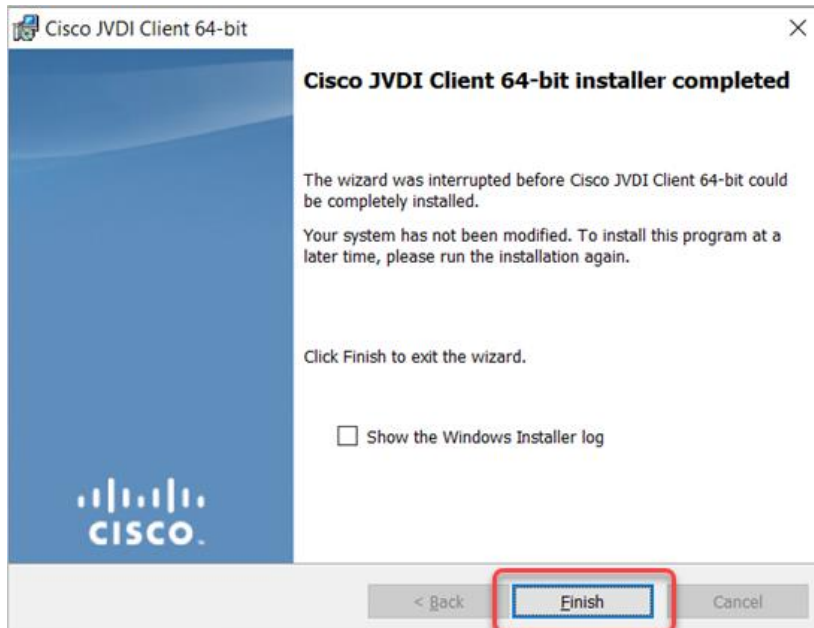 Cisco JVDI Client 64-bit
Cisco JVDI Client 64-bit installer completed
The wizard was interrupted before Cisco JVDI Client 64-bit could
be completely installed.
Your system has not been modified. To install this program at a
later time, please run the installation again.
Click Finish to exit the wizard.
Show the Windows Installer log
CISCO.
< Back Finish Cancel